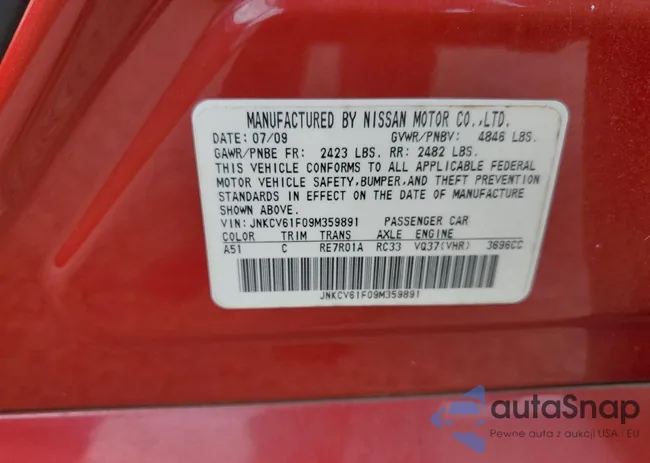 MANUFACTURED BY NISSAN MOTOR CO.,LTD.
DATE: 07/09 GVWR/PNBV: 4846 LBS.
GAWR/PNBE FR: 2423 LBS. RR: 2482 LBS.
THIS VEHICLE CONFORMS TO ALL APPLICABLE FEDERAL
MOTOR VEHICLE SAFETY,BUMPER,AND THEFT PREVENTION
STANDARDS IN EFFECT ON THE DATE OF MANUFACTURE
SHOWN ABOVE.
VIN: JNKCV61F09M359891 PASSENGER CAR
COLOR TRIM TRANS AXLE ENGINE
A51 C RE7R01A RC33 VQ37(VHR) 3696CC
JNKCV61F09M359891
autaSnap
Pewne auta z aukcji USA - EU